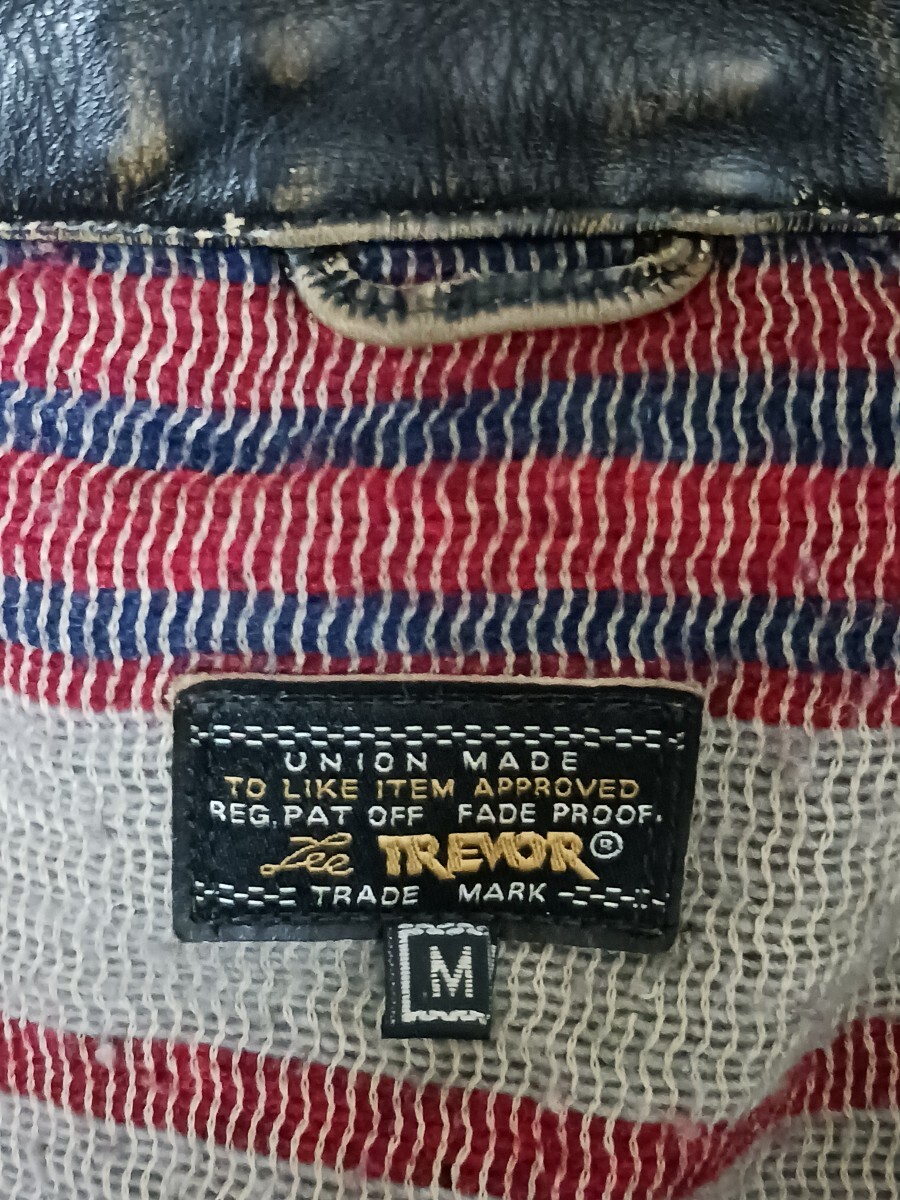 UNION MADE
TO LIKE ITEM APPROVED
REG.PAT OFF FADE PROOF.
Lee TREVOR®
TRADE MARK
M